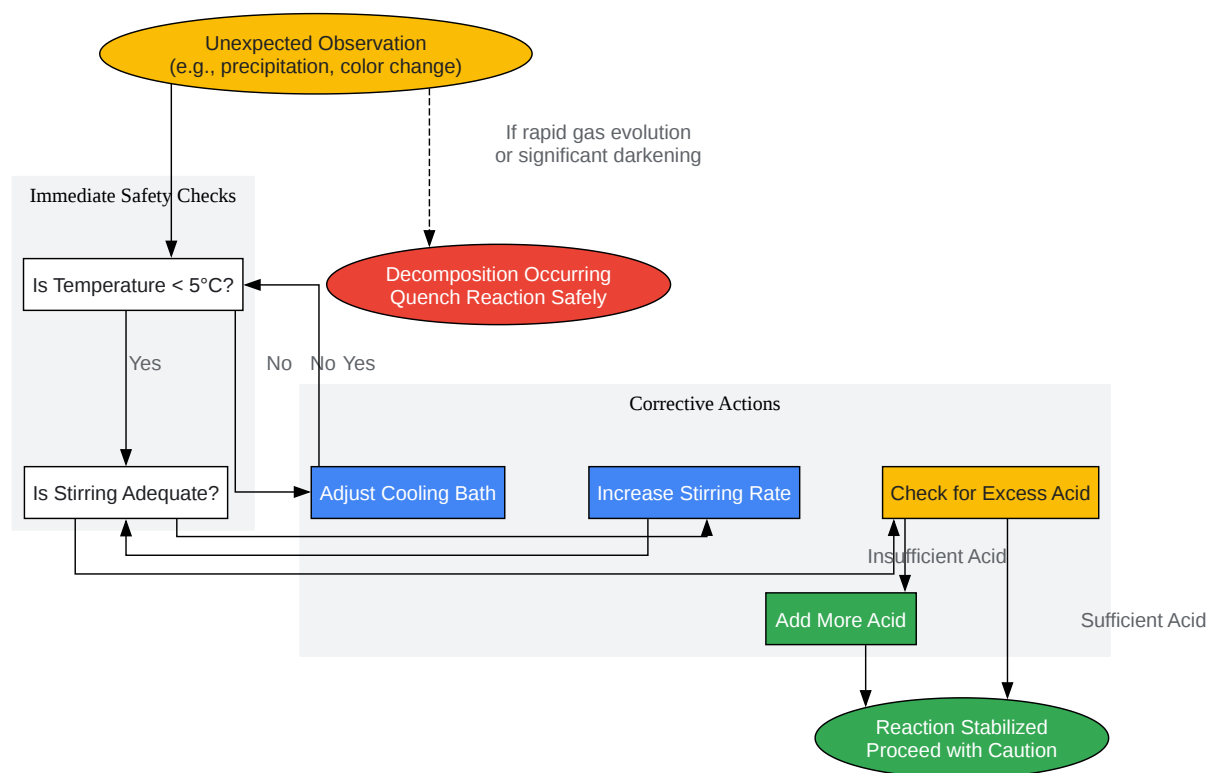 Unexpected Observation
(e.g., precipitation, color change)
If rapid gas evolution
or significant darkening
Immediate Safety Checks
Is Temperature < 5°C?
Decomposition Occurring
Quench Reaction Safely
Yes
No
No
Yes
Corrective Actions
Is Stirring Adequate?
Adjust Cooling Bath
Increase Stirring Rate
Check for Excess Acid
Insufficient Acid
Add More Acid
Sufficient Acid
Reaction Stabilized
Proceed with Caution